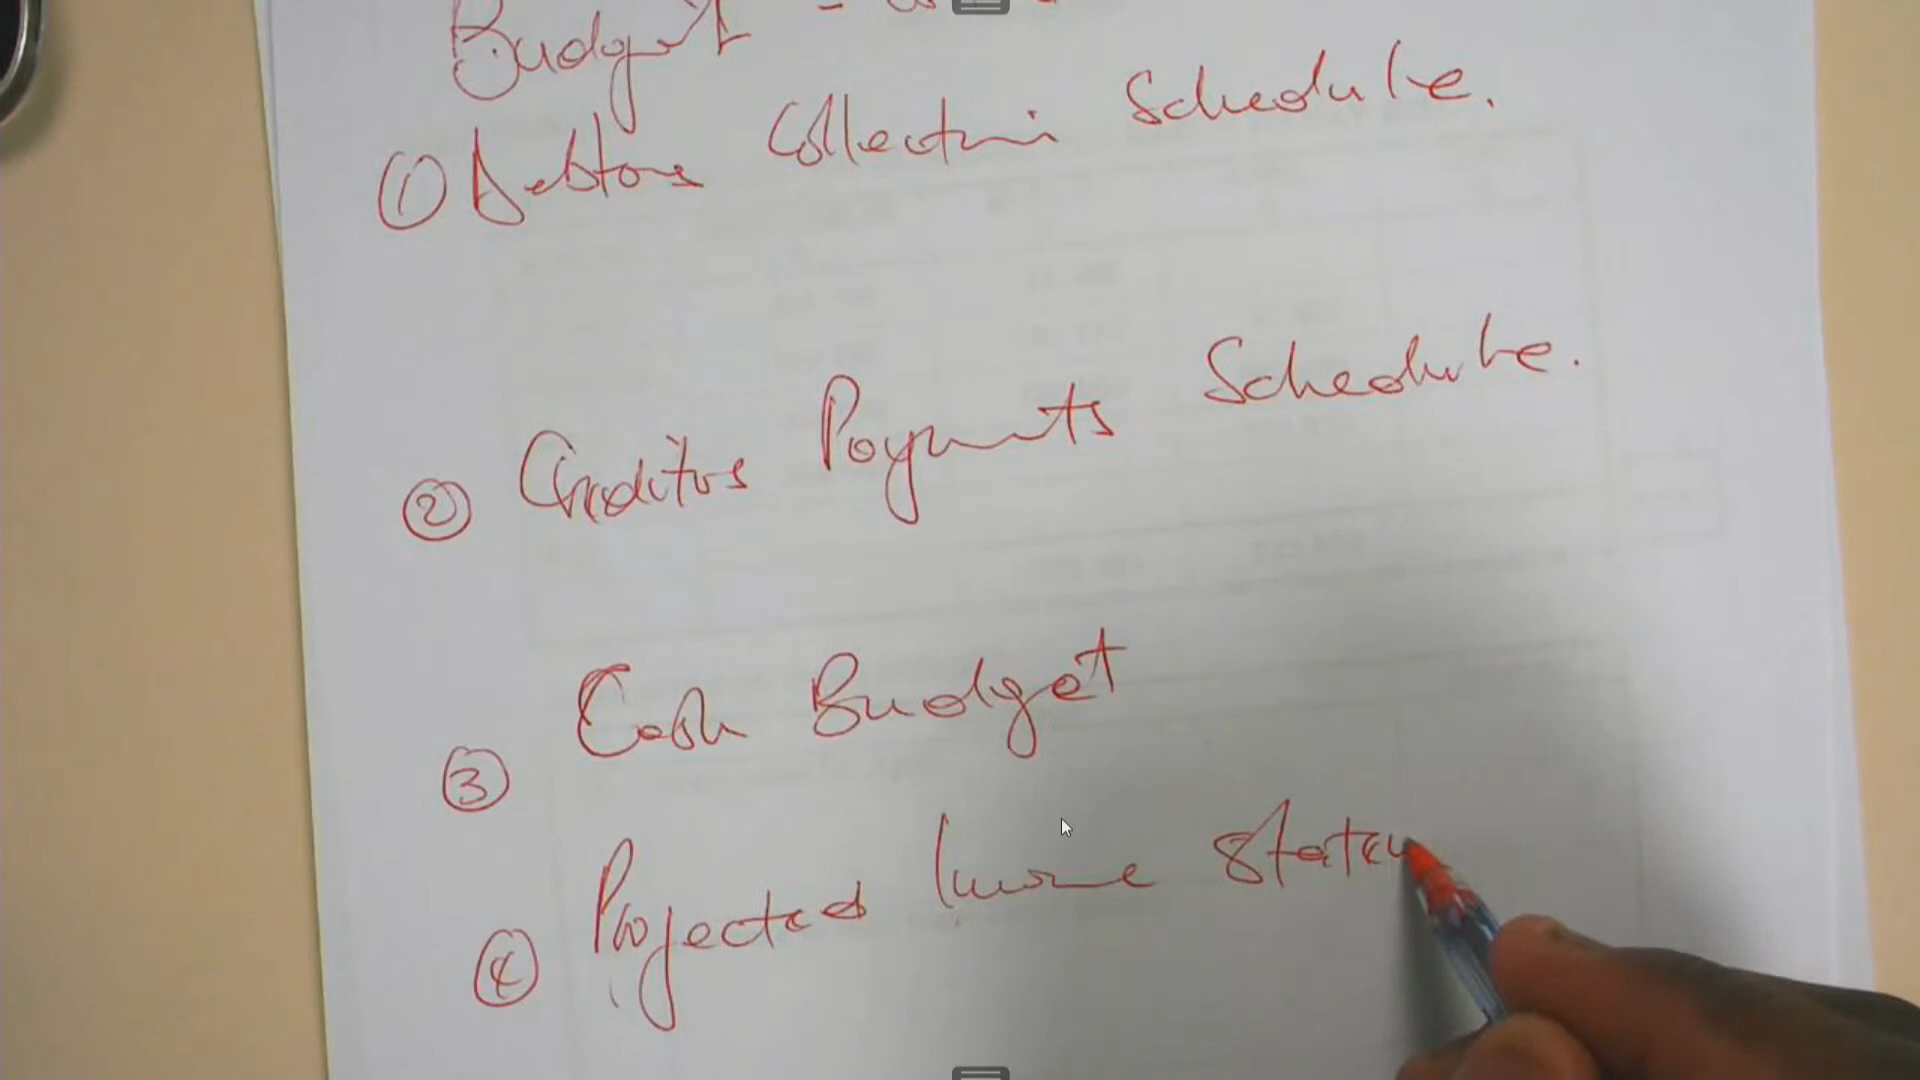 Budget -
① Debtors Collection Schedule.
② Creditors Payments Schedule.
③ Cash Budget
④ Projected Income Statem